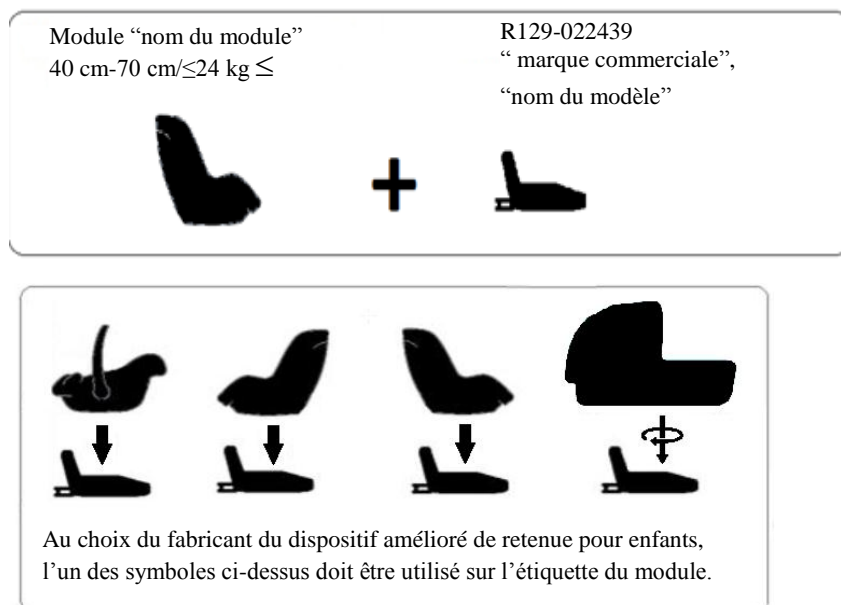 Module “nom du module”
40 cm-70 cm/≤24 kg ≤
R129-022439
“ marque commerciale”,
“nom du modèle”
Au choix du fabricant du dispositif amélioré de retenue pour enfants,
l’un des symboles ci-dessus doit être utilisé sur l’étiquette du module.